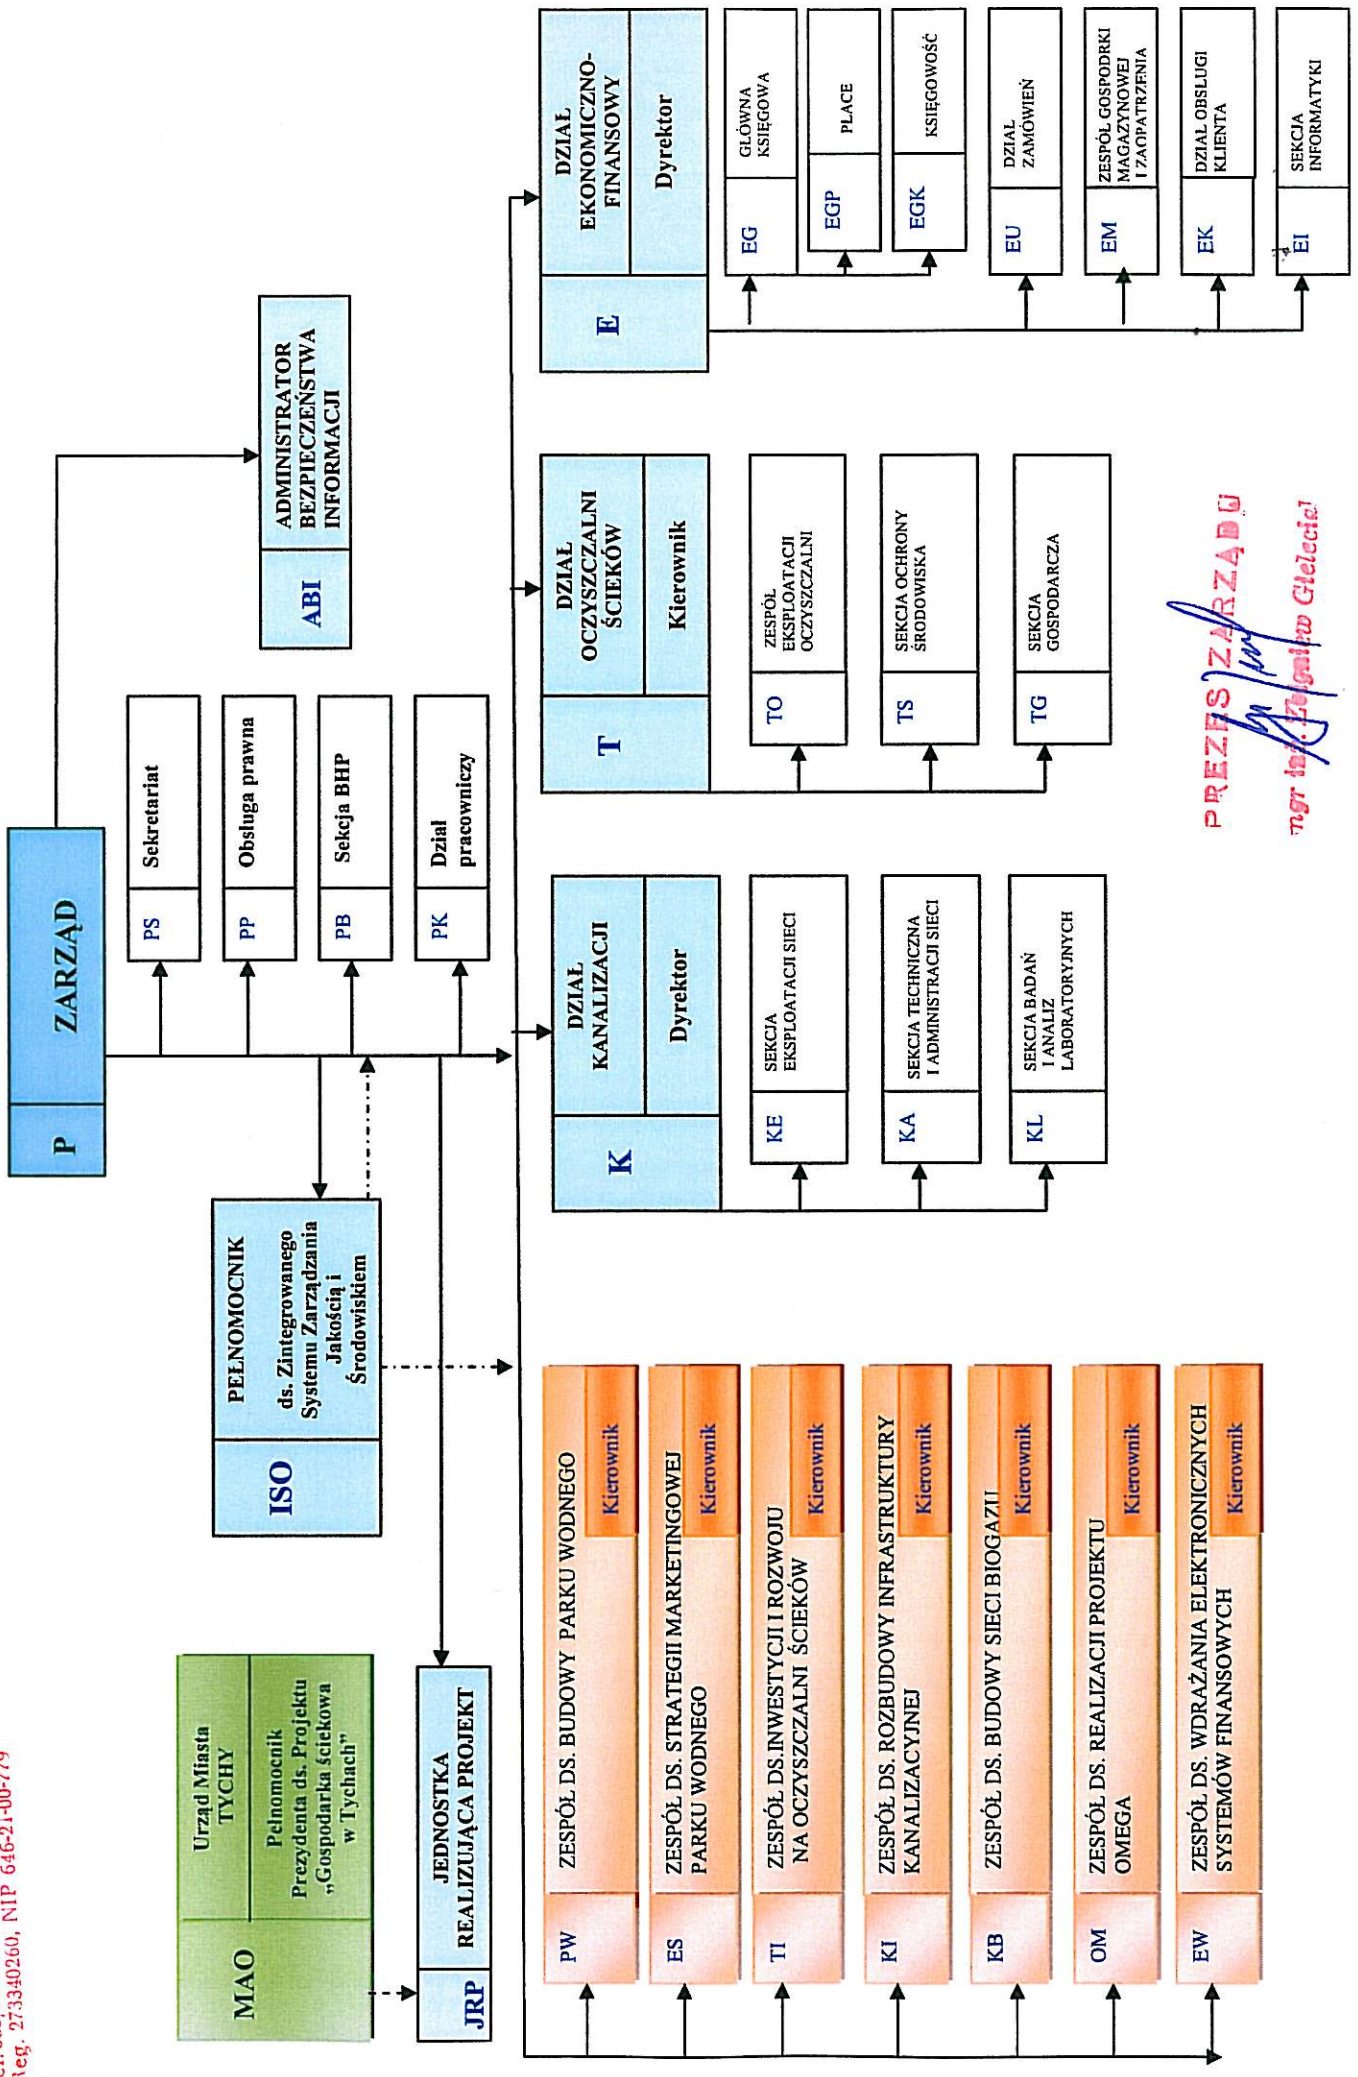 Reg. 273340260, NIP 646-21-00-779
P
ZARZĄD
MAO
Urząd Miasta
TYCHY
Pełnomocnik
Prezydenta ds. Projektu
„Gospodarka ściekowa
w Tychach”
ISO
PEŁNOMOCNIK
ds. Zintegrowanego
Systemu Zarządzania
Jakością i
Środowiskiem
PS
Sekretariat
PP
Obsługa prawna
PB
Sekcja BHP
PK
Dział
pracowniczy
ABI
ADMINISTRATOR
BEZPIECZEŃSTWA
INFORMACJI
JRP
JEDNOSTKA
REALIZUJĄCA PROJEKT
PW
ZESPÓŁ DS. BUDOWY PARKU WODNEGO
Kierownik
ES
ZESPÓŁ DS. STRATEGII MARKETINGOWEJ
PARKU WODNEGO
Kierownik
TI
ZESPÓŁ DS.INWESTYCJI I ROZWOJU
NA OCZYSZCZALNI ŚCIEKÓW
Kierownik
KI
ZESPÓŁ DS. ROZBUDOWY INFRASTRUKTURY
KANALIZACYJNEJ
Kierownik
KB
ZESPÓŁ DS. BUDOWY SIECI BIOGAZU
Kierownik
OM
ZESPÓŁ DS. REALIZACJI PROJEKTU
OMEGA
Kierownik
EW
ZESPÓŁ DS. WDRAŻANIA ELEKTRONICZNYCH
SYSTEMÓW FINANSOWYCH
Kierownik
K
DZIAŁ
KANALIZACJI
Dyrektor
KE
SEKCJA
EKSPLOATACJI SIECI
KA
SEKCJA TECHNICZNA
I ADMINISTRACJI SIECI
KL
SEKCJA BADAŃ
I ANALIZ
LABORATORYJNYCH
T
DZIAŁ
OCZYSZCZALNI
ŚCIEKÓW
Kierownik
TO
ZESPÓŁ
EKSPLOATACJI
OCZYSZCZALNI
TS
SEKCJA OCHRONY
ŚRODOWISKA
TG
SEKCJA
GOSPODARCZA
E
DZIAŁ
EKONOMICZNO-
FINANSOWY
Dyrektor
EG
GŁÓWNA
KSIĘGOWA
EGP
PŁACE
EGK
KSIĘGOWOŚĆ
EU
DZIAŁ
ZAMÓWIEŃ
EM
ZESPÓŁ GOSPODRKI
MAGAZYNOWEJ
I ZAOPATRZENIA
EK
DZIAŁ OBSŁUGI
KLIENTA
EI
SEKCJA
INFORMATYKI
PREZES ZARZĄDU
mgr inż. Zbigniew Gieleciak